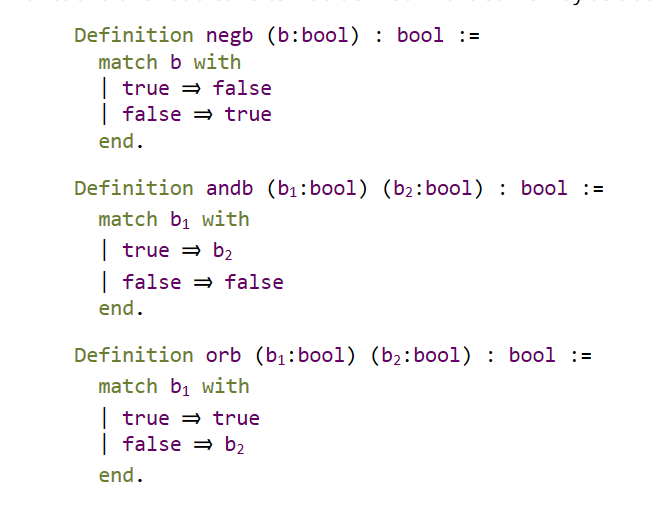 Definition negb (b:bool) : bool :=
match b with
| true ⇒ false
| false ⇒ true
end.
Definition andb (b₁:bool) (b₂:bool) : bool :=
match b₁ with
| true ⇒ b₂
| false ⇒ false
end.
Definition orb (b₁:bool) (b₂:bool) : bool :=
match b₁ with
| true ⇒ true
| false ⇒ b₂
end.